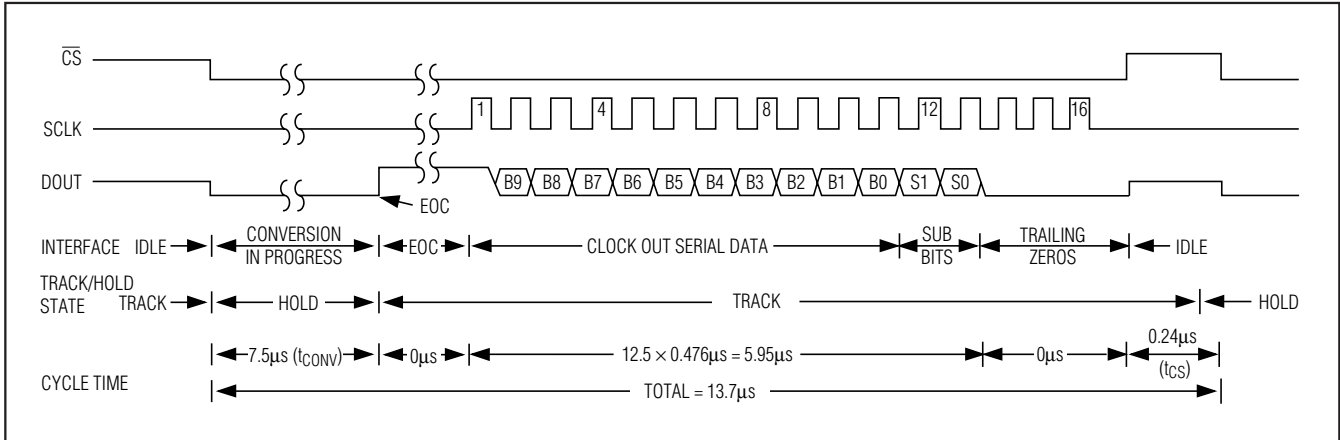 CS
SCLK
1 4 8 12 16
DOUT
B9 B8 B7 B6 B5 B4 B3 B2 B1 B0 S1 S0
EOC
INTERFACE IDLE
CONVERSION
IN PROGRESS
EOC
CLOCK OUT SERIAL DATA
SUB
BITS
TRAILING
ZEROS
IDLE
TRACK/HOLD
STATE TRACK
HOLD
TRACK
HOLD
CYCLE TIME
7.5µs (tCONV)
0µs
12.5 × 0.476µs = 5.95µs
0µs
0.24µs
(tCS)
TOTAL = 13.7µs